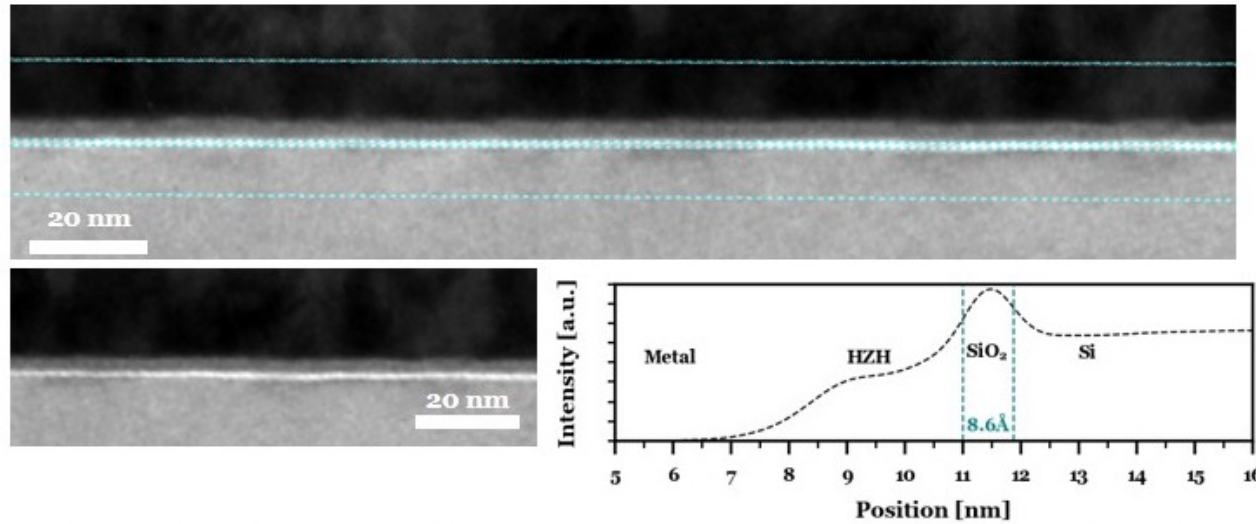 20 nm
20 nm
Intensity [a.u.]
Metal
HZH
SiO₂
Si
8.6Å
5 6 7 8 9 10 11 12 13 14 15 16
Position [nm]